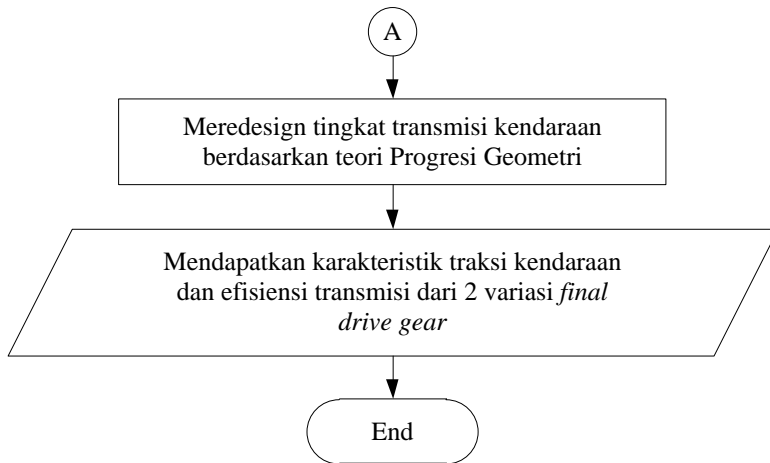 A
Meredesign tingkat transmisi kendaraan
berdasarkan teori Progresi Geometri
Mendapatkan karakteristik traksi kendaraan
dan efisiensi transmisi dari 2 variasi final
drive gear
End